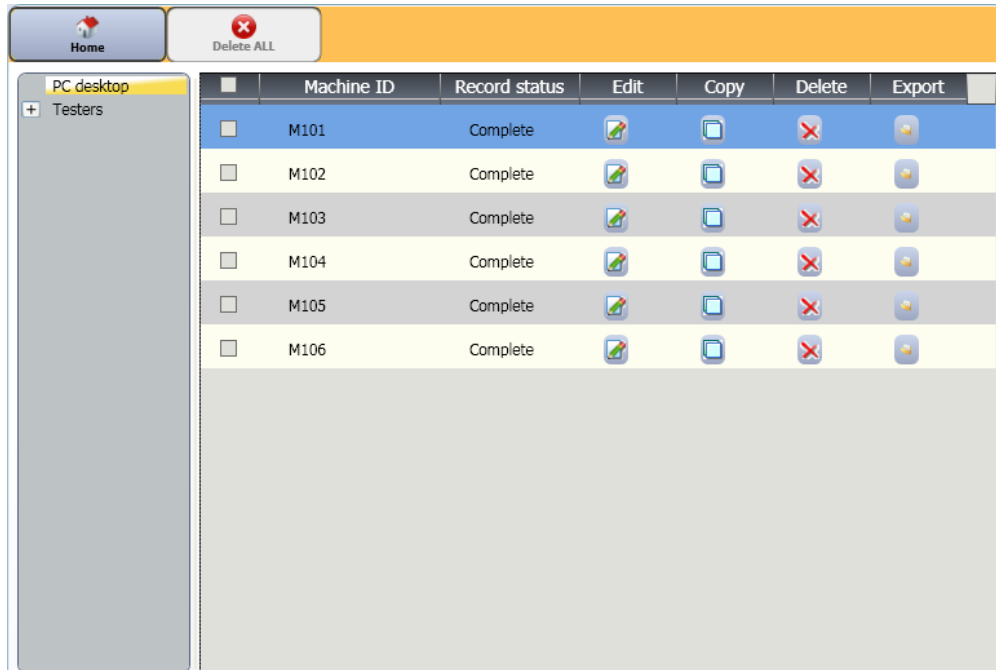 Home
Delete ALL
PC desktop
+ Testers
Machine ID Record status Edit Copy Delete Export
M101 Complete
M102 Complete
M103 Complete
M104 Complete
M105 Complete
M106 Complete